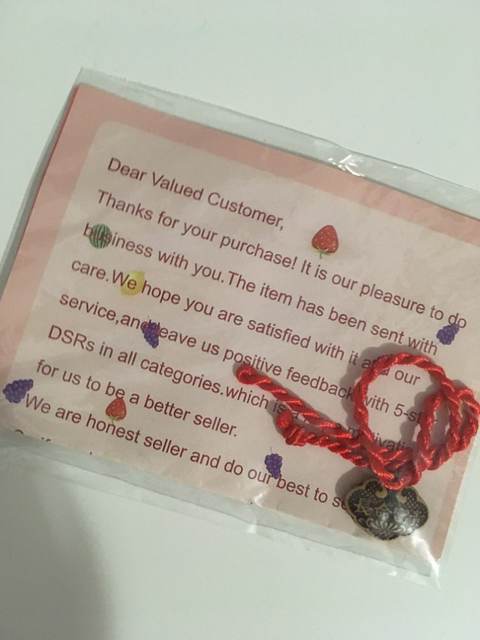 Dear Valued Customer,
Thanks for your purchase! It is our pleasure to do
business with you.The item has been sent with
care.We hope you are satisfied with it and our
service,and leave us positive feedback with 5-
DSRs in all categories.which is a
for us to be a better seller.
We are honest seller and do our best to